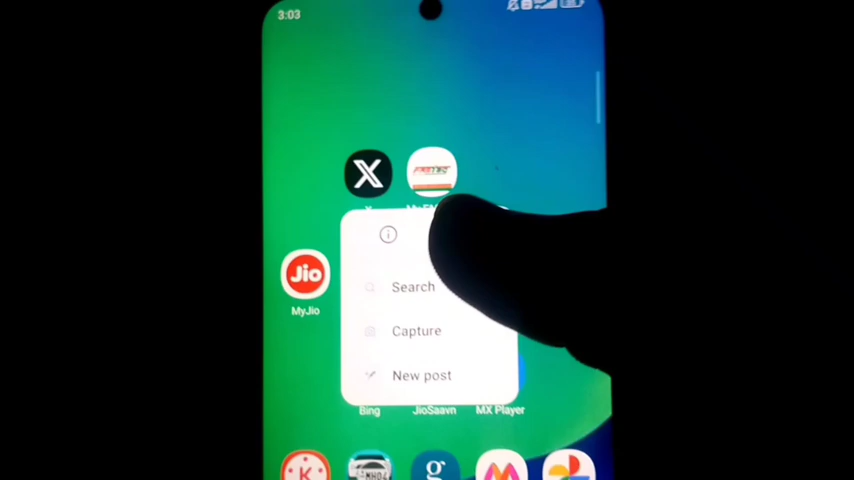 3:03
Jio
MyJio
Search
Capture
New post
Bing JioSaavn MX Player